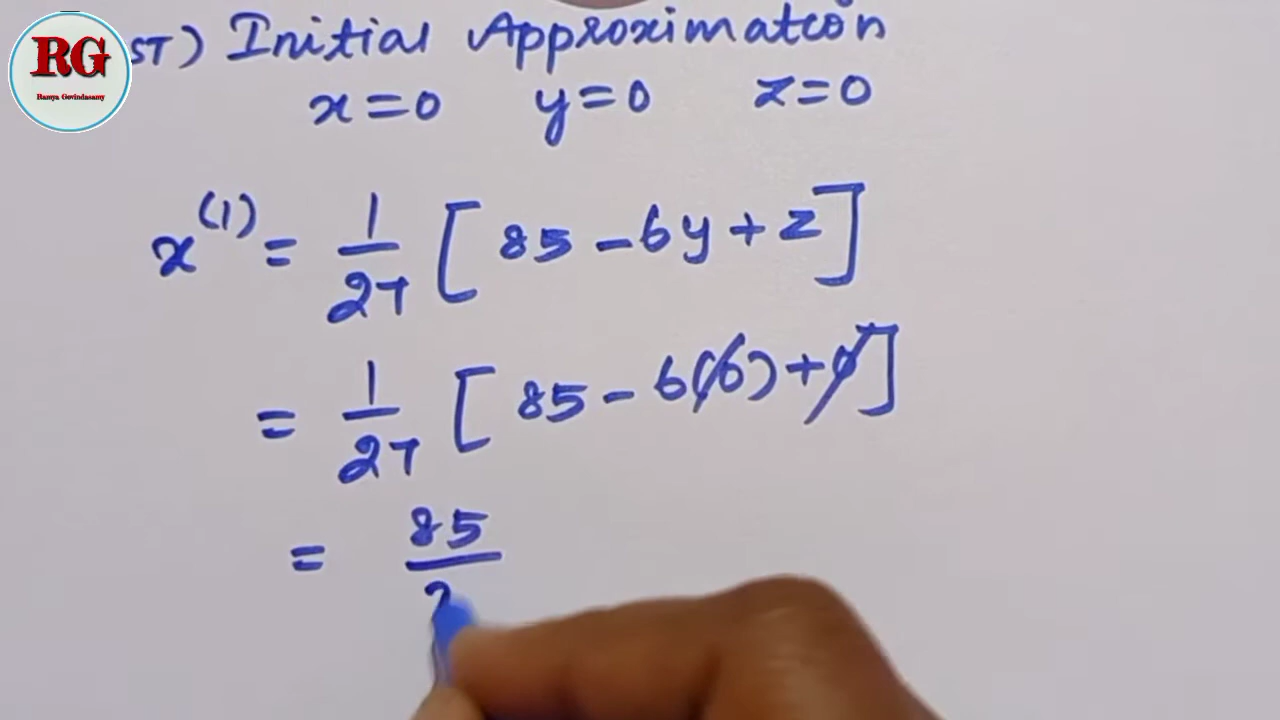 RG
Ramya Govindasamy
ST) Initial Approximation
x=0 y=0 z=0
x^(1) = 1/27 [ 85 - 6y + z ]
= 1/27 [ 85 - 6(0) + 0 ]
= 85/2